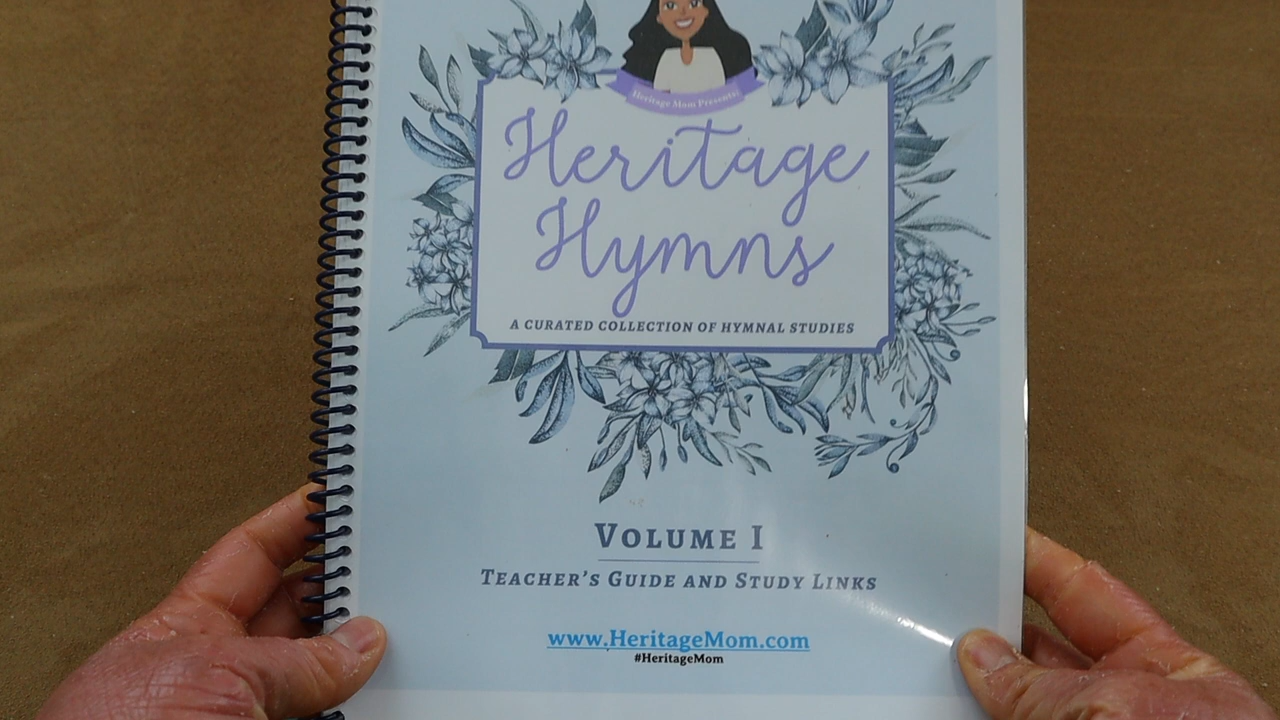 Heritage Mom Presents:
Heritage
Hymns
A CURATED COLLECTION OF HYMNAL STUDIES
VOLUME I
TEACHER'S GUIDE AND STUDY LINKS
www.HeritageMom.com
#HeritageMom